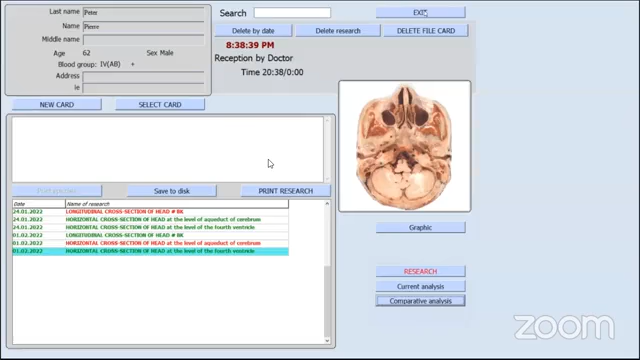 Last name Peter
Name Pierre
Middle name
Age 62 Sex Male
Blood group: IV(AB) +
Address
ie
Search
EXIT
Delete by date Delete research DELETE FILE CARD
8:38:39 PM
Reception by Doctor
Time 20:38/0:00
NEW CARD SELECT CARD
Save to disk PRINT RESEARCH
Date Name of research
24.01.2022 LONGITUDINAL CROSS-SECTION OF HEAD # BK
24.01.2022 HORIZONTAL CROSS-SECTION OF HEAD at the level of aqueduct of cerebrum
24.01.2022 HORIZONTAL CROSS-SECTION OF HEAD at the level of the fourth ventricle
01.02.2022 LONGITUDINAL CROSS-SECTION OF HEAD # BK
01.02.2022 HORIZONTAL CROSS-SECTION OF HEAD at the level of aqueduct of cerebrum
01.02.2022 HORIZONTAL CROSS-SECTION OF HEAD at the level of the fourth ventricle
Graphic
RESEARCH
Current analysis
Comparative analysis
zoom